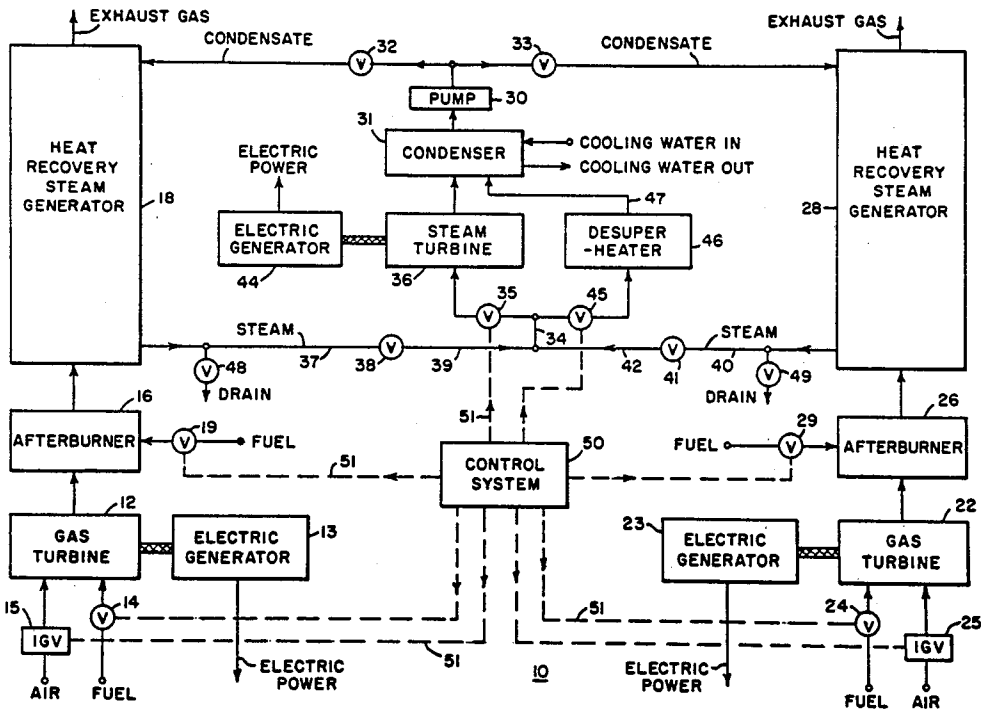 EXHAUST GAS
EXHAUST GAS
CONDENSATE
V
32
33
V
CONDENSATE
PUMP
30
31
CONDENSER
COOLING WATER IN
COOLING WATER OUT
HEAT
RECOVERY
STEAM
GENERATOR
18
HEAT
RECOVERY
STEAM
GENERATOR
28
ELECTRIC
POWER
47
ELECTRIC
GENERATOR
44
STEAM
TURBINE
36
DESUPER
-HEATER
46
V
35
V
45
34
STEAM
37
V
38
39
42
V
41
STEAM
40
V
48
DRAIN
V
49
DRAIN
16
AFTERBURNER
19
V
FUEL
51
51
50
CONTROL
SYSTEM
FUEL
V
29
26
AFTERBURNER
12
GAS
TURBINE
13
ELECTRIC
GENERATOR
23
ELECTRIC
GENERATOR
22
GAS
TURBINE
15
IGV
V
14
51
51
24
V
25
IGV
AIR
FUEL
ELECTRIC
POWER
10
ELECTRIC
POWER
FUEL
AIR